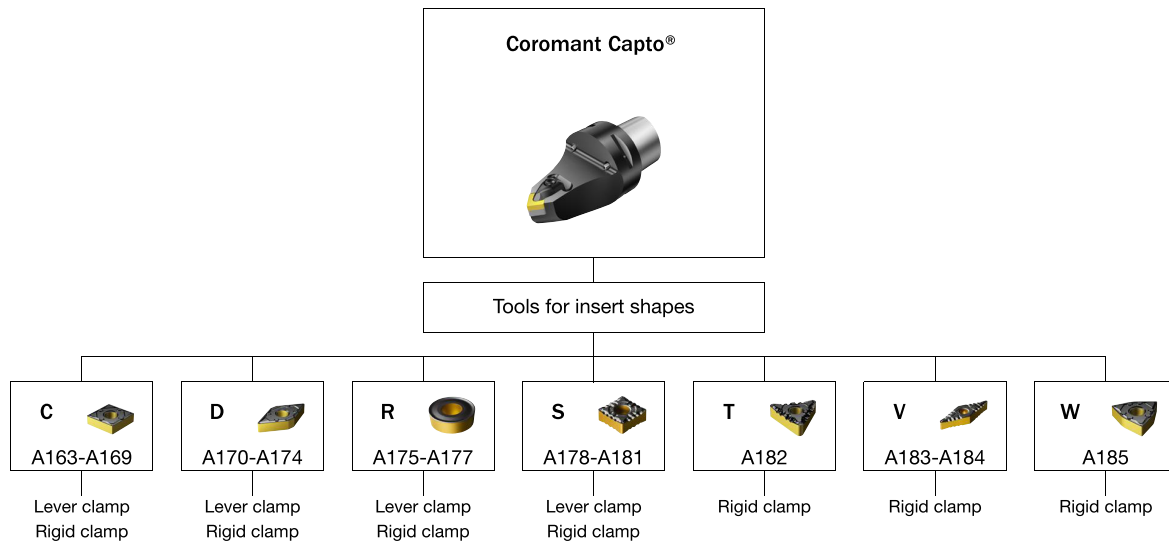 Coromant Capto®
Tools for insert shapes
C
A163-A169
Lever clamp
Rigid clamp
D
A170-A174
Lever clamp
Rigid clamp
R
A175-A177
Lever clamp
Rigid clamp
S
A178-A181
Lever clamp
Rigid clamp
T
A182
Rigid clamp
V
A183-A184
Rigid clamp
W
A185
Rigid clamp